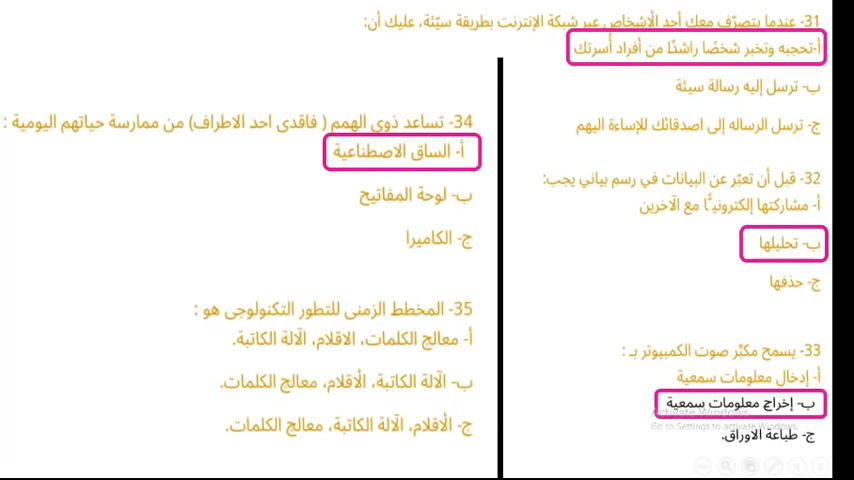 31- عندما يتصرّف معك أحد الأشخاص عبر شبكة الإنترنت بطريقة سيّئة، عليك أن:
أ-تحجبه وتخبر شخصًا راشدًا من أفراد أسرتك
ب- ترسل إليه رسالة سيئة
ج- ترسل الرساله إلى اصدقائك للإساءة اليهم
32- قبل أن تعبّر عن البيانات في رسم بياني يجب:
أ- مشاركتها إلكترونيًّا مع الآخرين
ب- تحليلها
ج- حذفها
33- يسمح مكبِّر صوت الكمبيوتر بـ :
أ- إدخال معلومات سمعية
ب- إخراج معلومات سمعية
ج- طباعة الاوراق.
34- تساعد ذوي الهمم ( فاقدى احد الاطراف) من ممارسة حياتهم اليومية :
أ- الساق الاصطناعية
ب- لوحة المفاتيح
ج- الكاميرا
35- المخطط الزمنى للتطور التكنولوجى هو :
أ- معالج الكلمات، الاقلام، الآلة الكاتبة.
ب- الآلة الكاتبة، الأقلام، معالج الكلمات.
ج- الأقلام، الآلة الكاتبة، معالج الكلمات.
Activate Windows
Go to Settings to activate Windows.